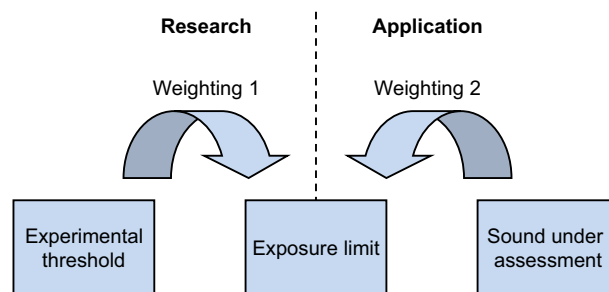 Research
Application
Weighting 1
Weighting 2
Experimental
threshold
Exposure limit
Sound under
assessment